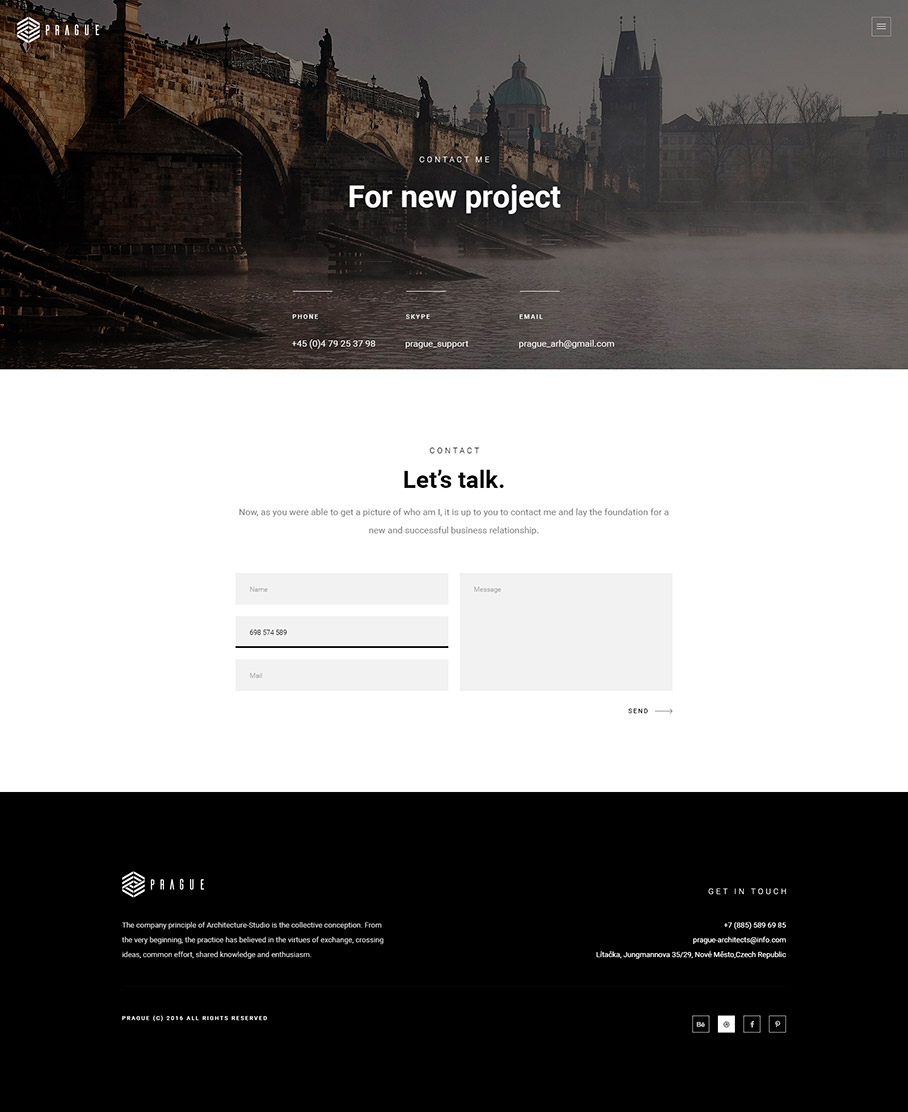 PRAGUE
CONTACT ME
For new project
PHONE
+45 (0)4 79 25 37 98
SKYPE
prague_support
EMAIL
prague_arh@gmail.com
CONTACT
Let’s talk.
Now, as you were able to get a picture of who am I, it is up to you to contact me and lay the foundation for a
new and successful business relationship.
Name
698 574 589
Mail
Message
SEND
PRAGUE
The company principle of Architecture-Studio is the collective conception. From
the very beginning, the practice has believed in the virtues of exchange, crossing
ideas, common effort, shared knowledge and enthusiasm.
GET IN TOUCH
+7 (885) 589 69 85
prague-architects@info.com
Lítačka, Jungmannova 35/29, Nové Město,Czech Republic
PRAGUE (C) 2016 ALL RIGHTS RESERVED
Bē